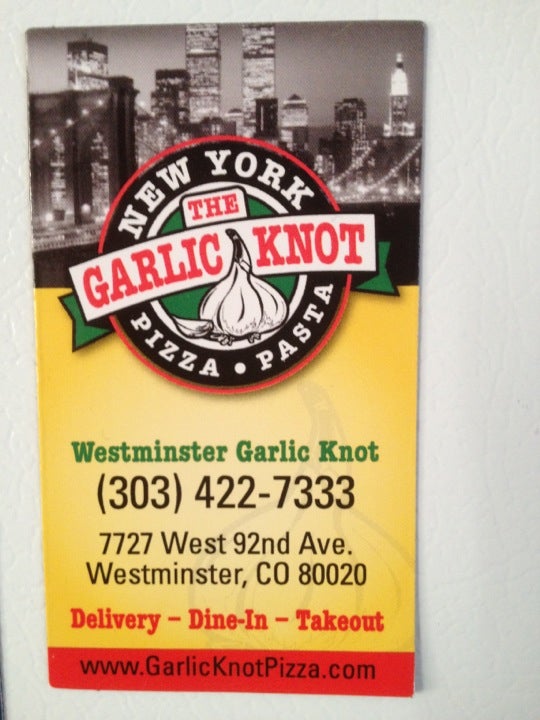 NEW YORK
THE
GARLIC KNOT
PIZZA • PASTA
Westminster Garlic Knot
(303) 422-7333
7727 West 92nd Ave.
Westminster, CO 80020
Delivery – Dine-In – Takeout
www.GarlicKnotPizza.com